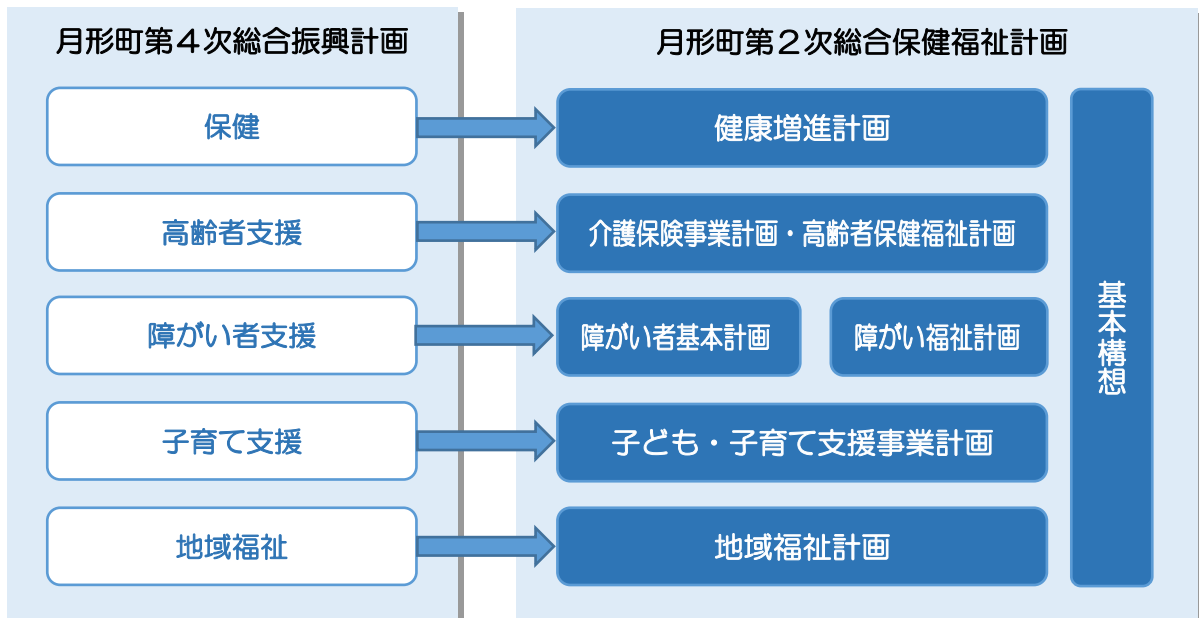 月形町第４次総合振興計画
保健
高齢者支援
障がい者支援
子育て支援
地域福祉
月形町第２次総合保健福祉計画
健康増進計画
介護保険事業計画・高齢者保健福祉計画
障がい者基本計画
障がい福祉計画
子ども・子育て支援事業計画
地域福祉計画
基本構想